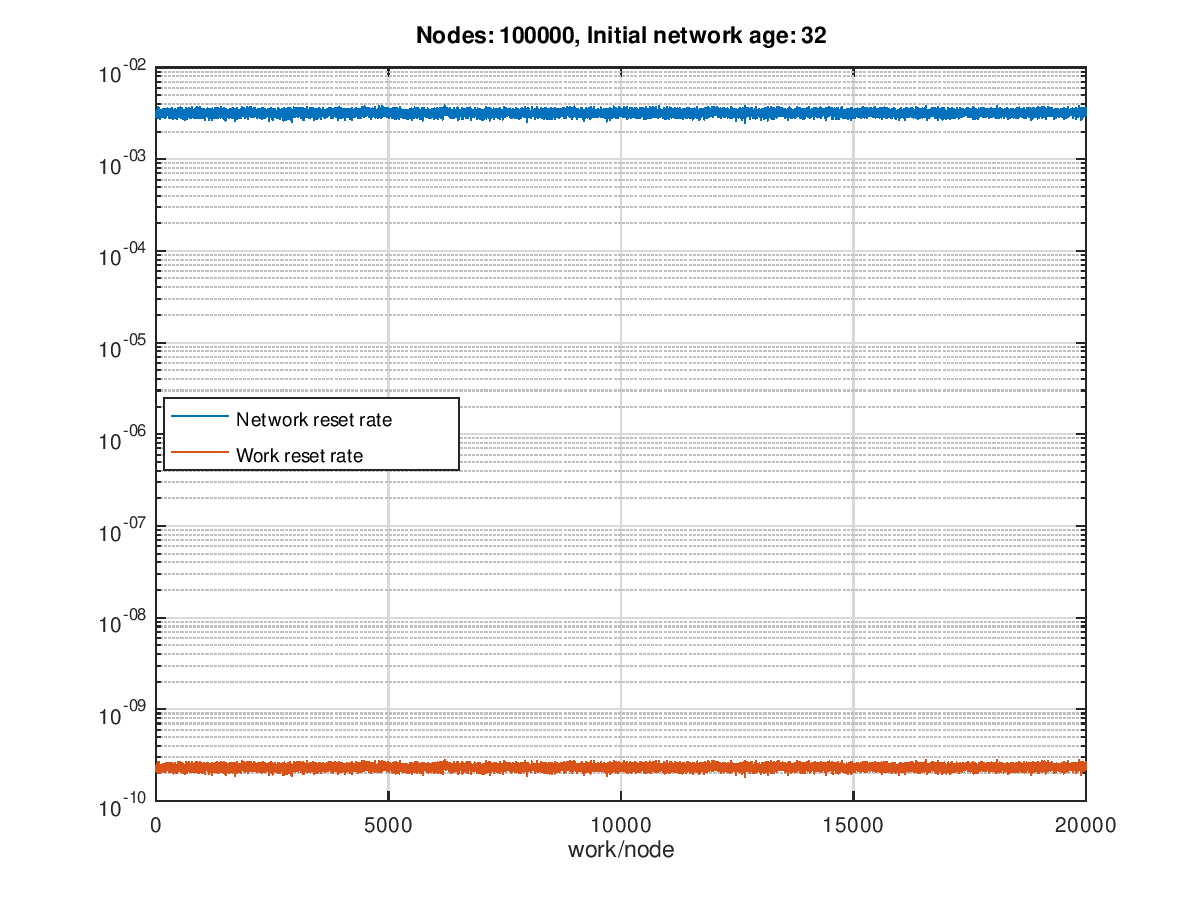 Nodes: 100000, Initial network age: 32
10^-02
10^-03
10^-04
10^-05
10^-06
10^-07
10^-08
10^-09
10^-10
Network reset rate
Work reset rate
0 5000 10000 15000 20000
work/node